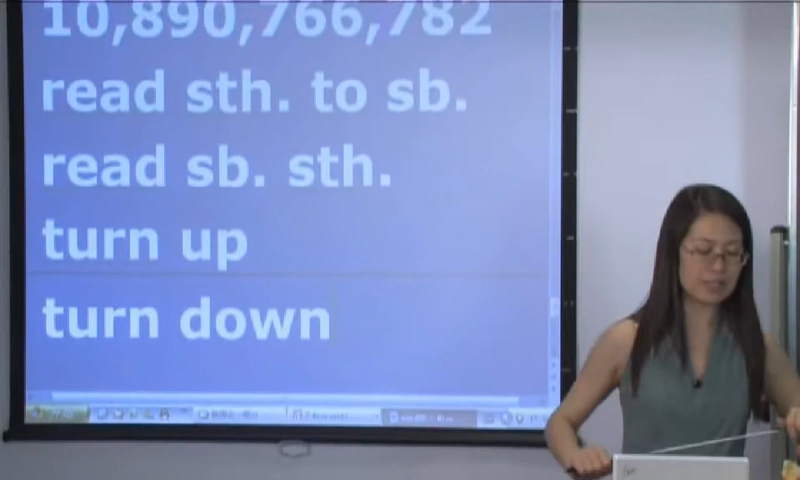 10,890,766,782
read sth. to sb.
read sb. sth.
turn up
turn down